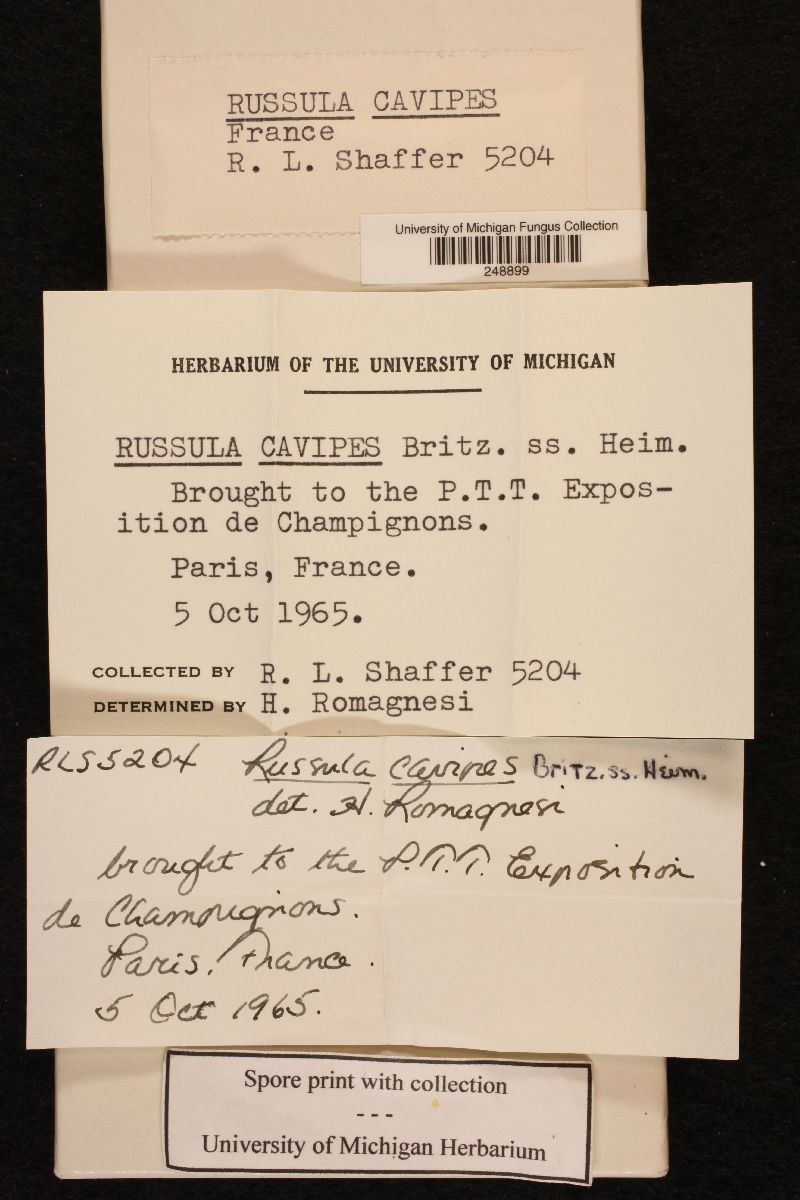 RUSSULA CAVIPES
France
R. L. Shaffer 5204
University of Michigan Fungus Collection
248899
HERBARIUM OF THE UNIVERSITY OF MICHIGAN
RUSSULA CAVIPES Britz. ss. Heim.
Brought to the P.T.T. Expos-
ition de Champignons.
Paris, France.
5 Oct 1965.
COLLECTED BY R. L. Shaffer 5204
DETERMINED BY H. Romagnesi
RLS 5204 Russula cavipes Britz. ss. Heim.
det. H. Romagnesi
brought to the P.T.T. Exposition
de Champignons.
Paris, France.
5 Oct 1965.
Spore print with collection
---
University of Michigan Herbarium